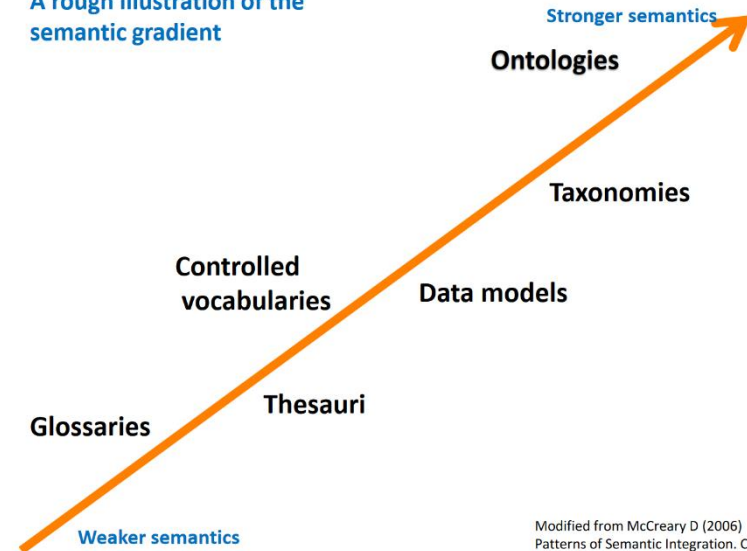 A rough illustration of the
semantic gradient
Stronger semantics
Ontologies
Taxonomies
Controlled
vocabularies
Data models
Thesauri
Glossaries
Weaker semantics
Modified from McCreary D (2006)
Patterns of Semantic Integration.